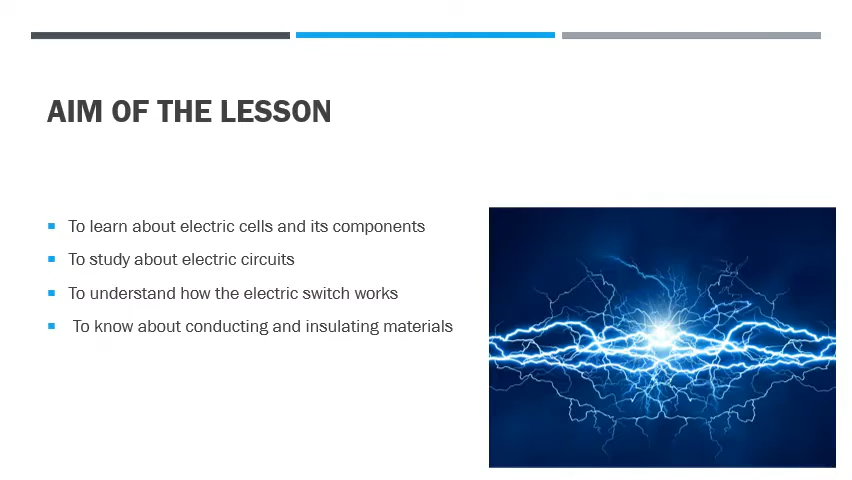 AIM OF THE LESSON
To learn about electric cells and its components
To study about electric circuits
To understand how the electric switch works
To know about conducting and insulating materials